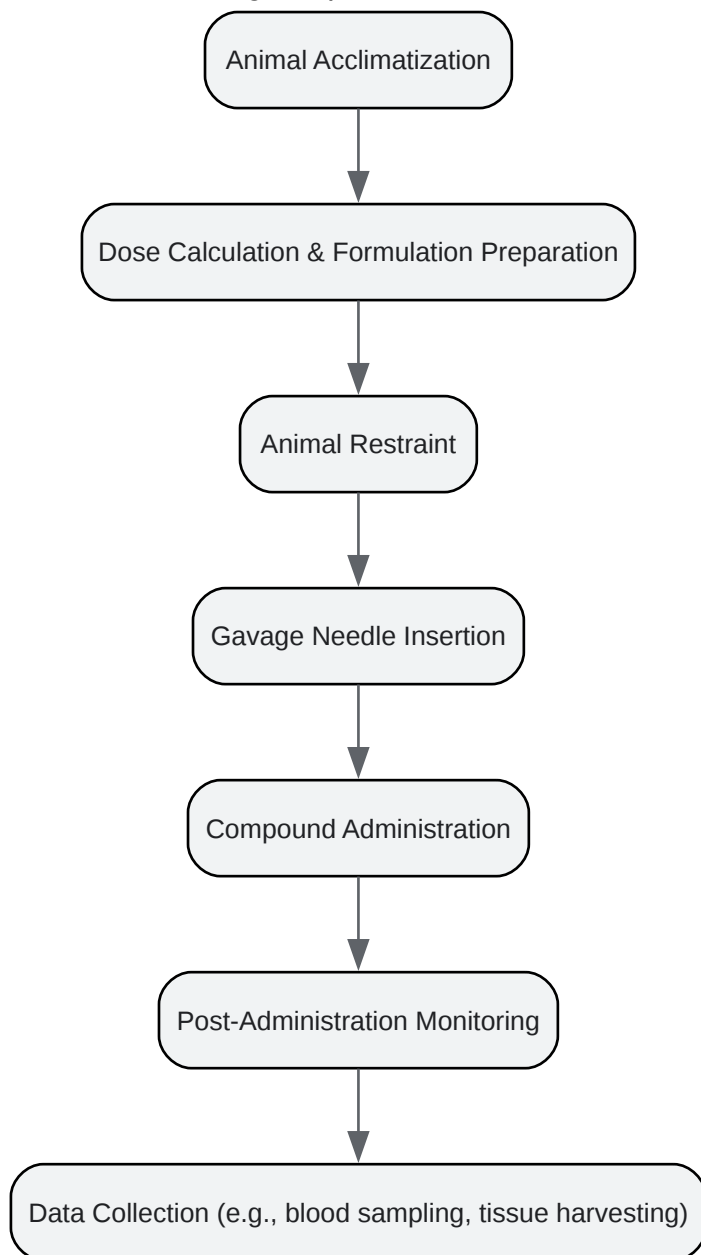 Animal Acclimatization
Dose Calculation & Formulation Preparation
Animal Restraint
Gavage Needle Insertion
Compound Administration
Post-Administration Monitoring
Data Collection (e.g., blood sampling, tissue harvesting)